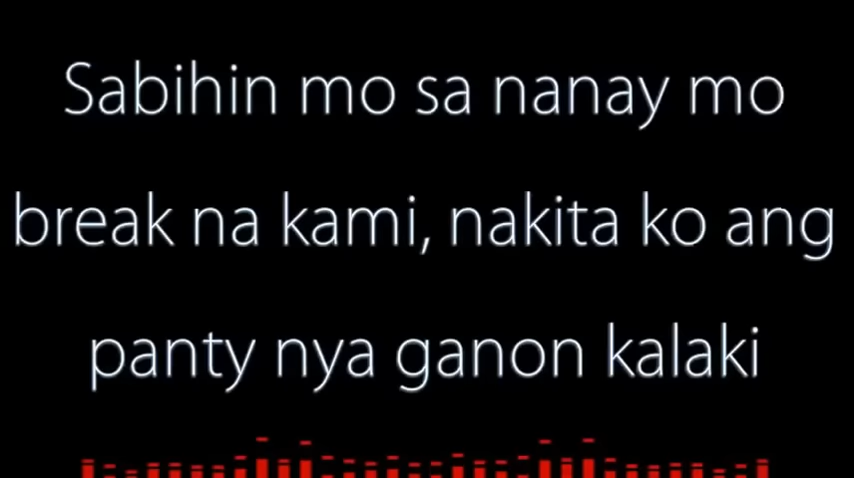 Sabihin mo sa nanay mo
break na kami, nakita ko ang
panty nya ganon kalaki